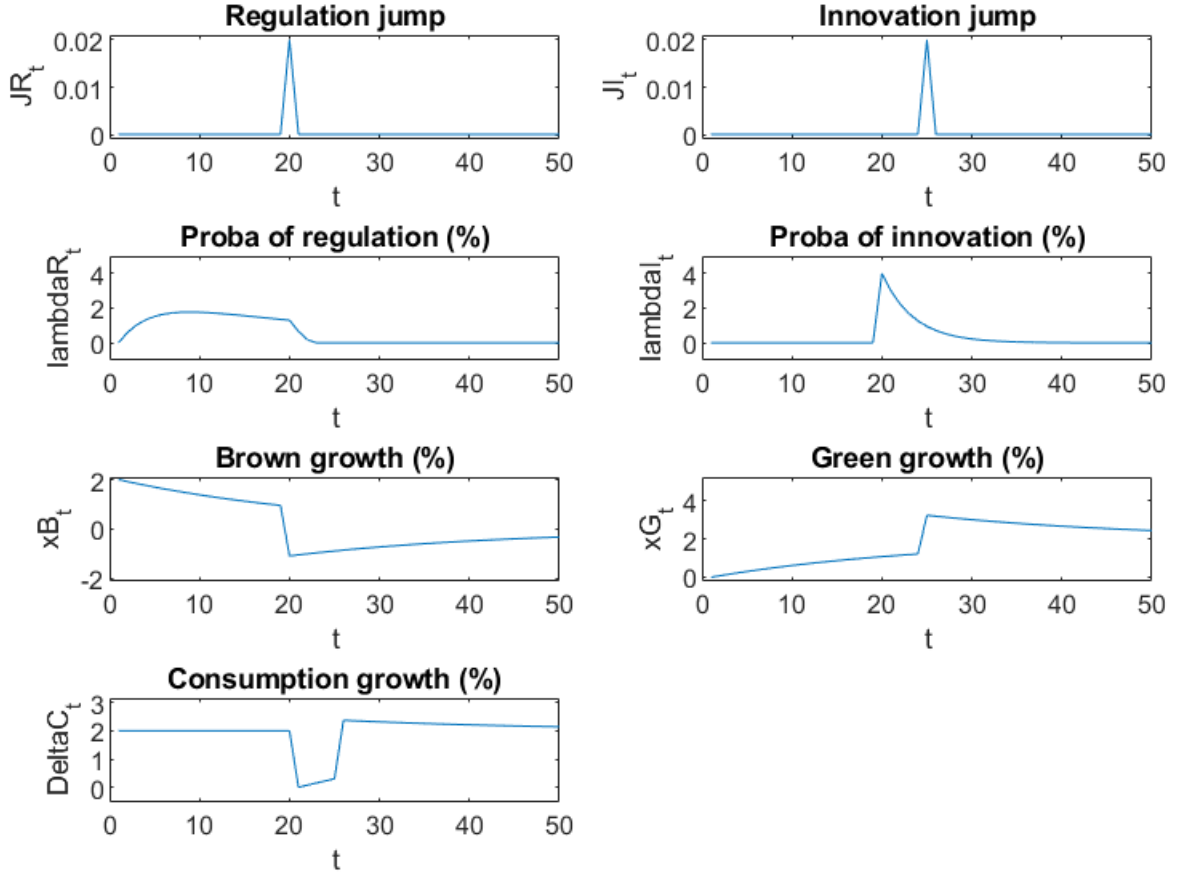 Regulation jump
JR_t
0.02
0.01
0
0 10 20 30 40 50
t
Innovation jump
JI_t
0.02
0.01
0
0 10 20 30 40 50
t
Proba of regulation (%)
lambdaR_t
4
2
0
0 10 20 30 40 50
t
Proba of innovation (%)
lambdaI_t
4
2
0
0 10 20 30 40 50
t
Brown growth (%)
xB_t
2
0
-2
0 10 20 30 40 50
t
Green growth (%)
xG_t
4
2
0
0 10 20 30 40 50
t
Consumption growth (%)
DeltaC_t
3
2
1
0
0 10 20 30 40 50
t